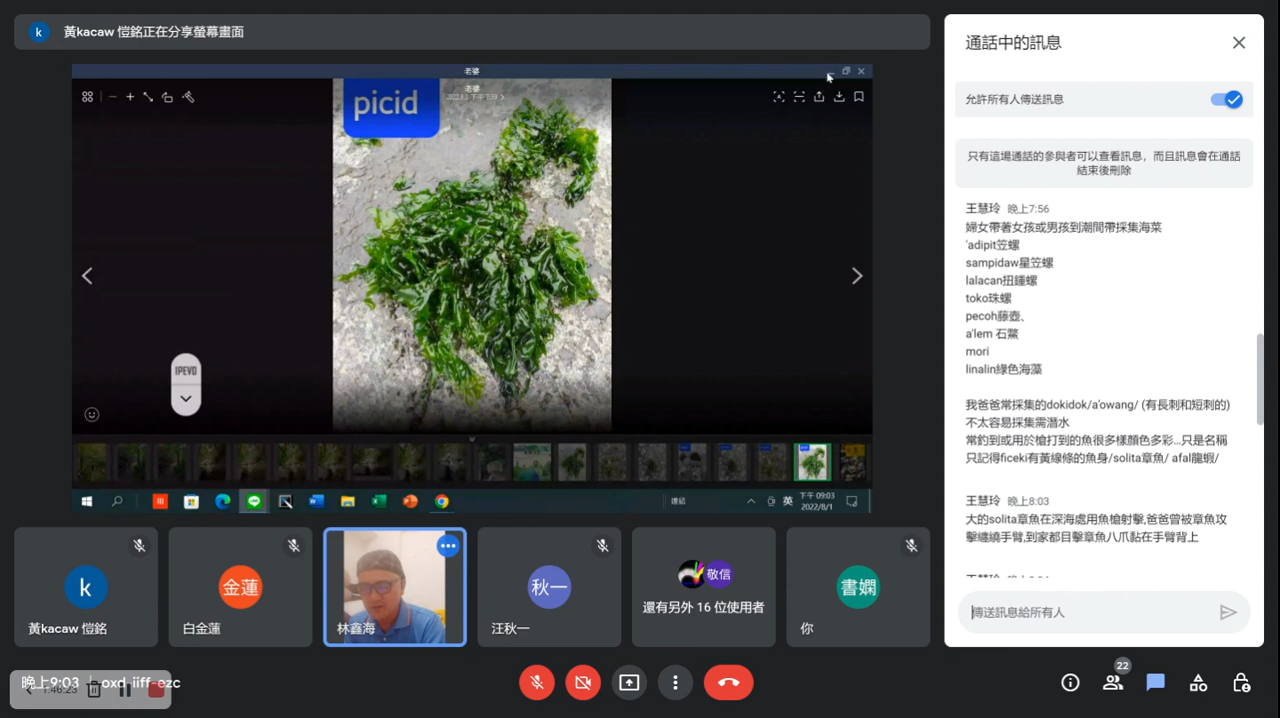 黃kacaw 愷銘正在分享螢幕畫面
老婆
老婆
picid
IPEVO
連結
英
下午 09:03
2022/8/1
k
黃kacaw 愷銘
金蓮
白金蓮
林鑫海
秋一
汪秋一
敬信
還有另外 16 位使用者
書嫻
你
晚上9:03
1:46:23
oxd_iiff-ezc
22
通話中的訊息
允許所有人傳送訊息
只有這場通話的參與者可以查看訊息，而且訊息會在通話
結束後刪除
王慧玲 晚上7:56
婦女帶著女孩或男孩到潮間帶採集海菜
'adipit笠螺
sampidaw星笠螺
lalacan扭鍾螺
toko珠螺
pecoh藤壺、
a'lem 石鱉
mori
linalin綠色海藻
我爸爸常採集的dokidok/a'owang/ (有長刺和短刺的)
不太容易採集需潛水
常釣到或用於槍打到的魚很多樣顏色多彩...只是名稱
只記得ficeki有黃線條的魚身/solita章魚/ afal龍蝦/
王慧玲 晚上8:03
大的solita章魚在深海處用魚槍射擊,爸爸曾被章魚攻
擊纏繞手臂,到家都目擊章魚八爪黏在手臂背上
傳送訊息給所有人